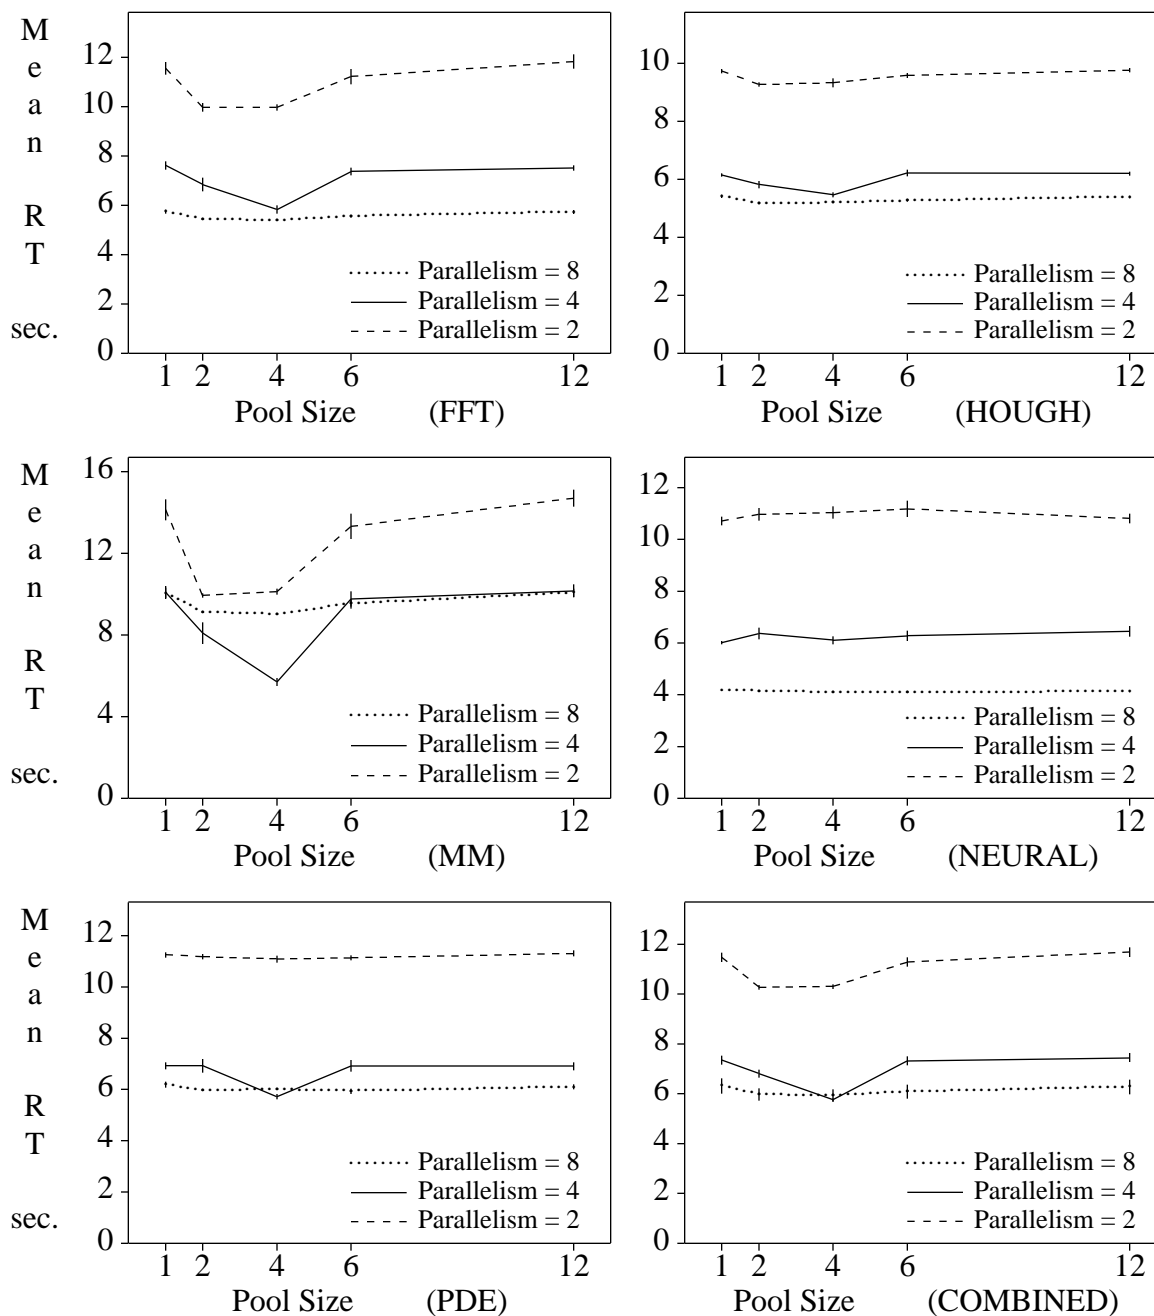 M
e
a
n
R
T
sec.
12
10
8
6
4
2
0
Parallelism = 8
Parallelism = 4
Parallelism = 2
1 2 4 6 12
Pool Size (FFT)
10
8
6
4
2
0
Parallelism = 8
Parallelism = 4
Parallelism = 2
1 2 4 6 12
Pool Size (HOUGH)
M
e
a
n
R
T
sec.
16
12
8
4
0
Parallelism = 8
Parallelism = 4
Parallelism = 2
1 2 4 6 12
Pool Size (MM)
12
10
8
6
4
2
0
Parallelism = 8
Parallelism = 4
Parallelism = 2
1 2 4 6 12
Pool Size (NEURAL)
M
e
a
n
R
T
sec.
12
10
8
6
4
2
0
Parallelism = 8
Parallelism = 4
Parallelism = 2
1 2 4 6 12
Pool Size (PDE)
12
10
8
6
4
2
0
Parallelism = 8
Parallelism = 4
Parallelism = 2
1 2 4 6 12
Pool Size (COMBINED)